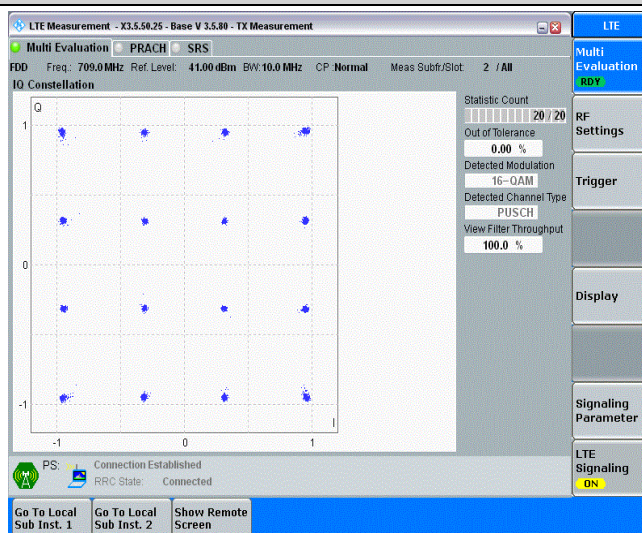 LTE Measurement - X3.5.50.25 - Base V 3.5.80 - TX Measurement
LTE
Multi Evaluation PRACH SRS
Multi
Evaluation
RDY
FDD Freq.: 709.0 MHz Ref. Level: 41.00 dBm BW: 10.0 MHz CP :Normal Meas Subfr./Slot: 2 / All
IQ Constellation
Statistic Count
20 / 20
Out of Tolerance
0.00 %
Detected Modulation
16-QAM
Detected Channel Type
PUSCH
View Filter Throughput
100.0 %
RF
Settings
Trigger
Display
Signaling
Parameter
LTE
Signaling
ON
Q
1
0
-1
I
-1 0 1
PS: Connection Established
RRC State: Connected
Go To Local
Sub Inst. 1
Go To Local
Sub Inst. 2
Show Remote
Screen